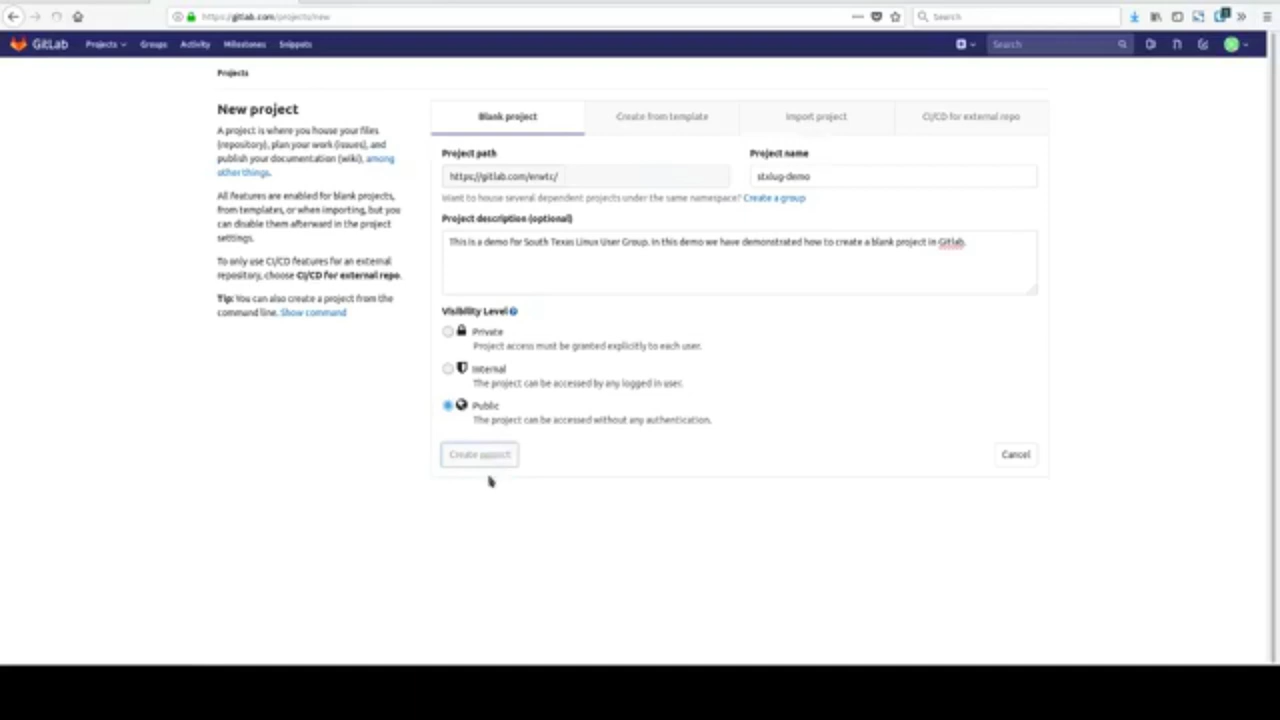 https://gitlab.com/projects/new
Search
GitLab Projects Groups Activity Milestones Snippets
Search
Projects
New project
A project is where you house your files
(repository), plan your work (issues), and
publish your documentation (wiki), among
other things.
All features are enabled for blank projects,
from templates, or when importing, but you
can disable them afterward in the project
settings.
To only use CI/CD features for an external
repository, choose CI/CD for external repo.
Tip: You can also create a project from the
command line. Show command
Blank project Create from template Import project CI/CD for external repo
Project path Project name
stxlug-demo
Want to house several dependent projects under the same namespace? Create a group
Project description (optional)
This is a demo for South Texas Linux User Group. In this demo we have demonstrated how to create a blank project in Gitlab.
Visibility Level
Private
Project access must be granted explicitly to each user.
Internal
The project can be accessed by any logged in user.
Public
The project can be accessed without any authentication.
Create project Cancel